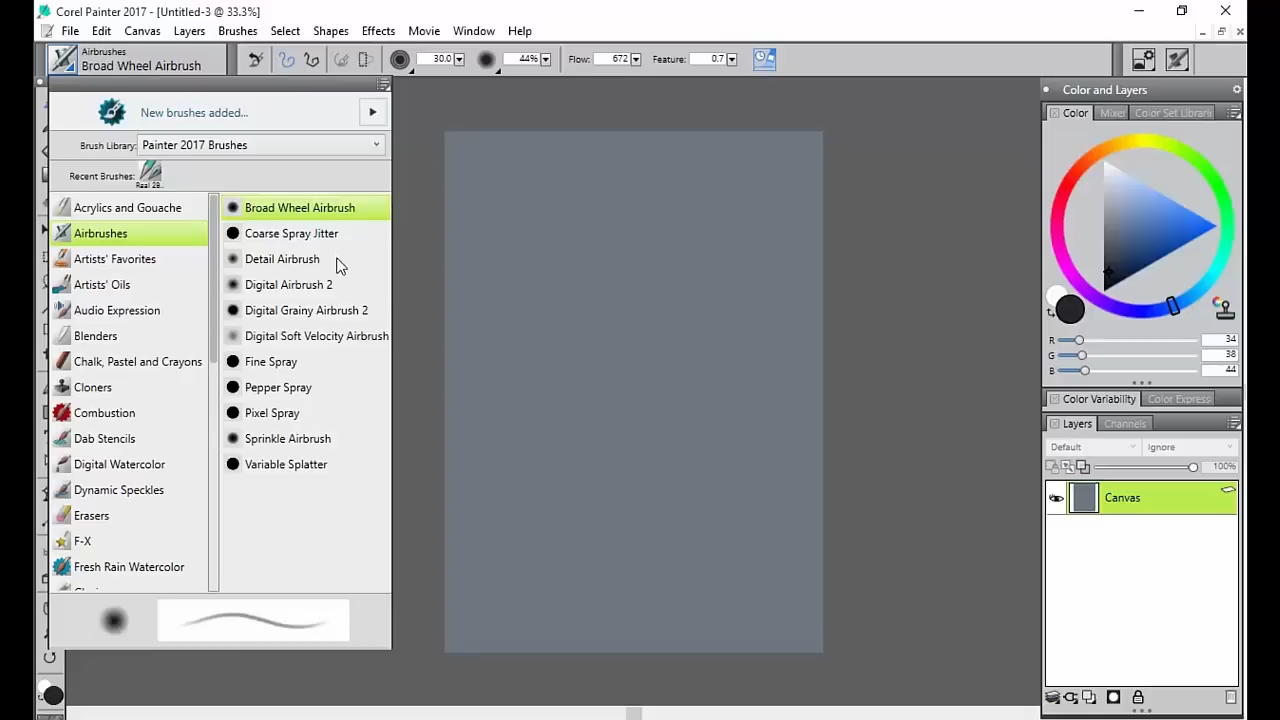 Corel Painter 2017 - [Untitled-3 @ 33.3%]
File Edit Canvas Layers Brushes Select Shapes Effects Movie Window Help
Airbrushes
Broad Wheel Airbrush
30.0 44% Flow: 672 Feature: 0.7
New brushes added...
Brush Library: Painter 2017 Brushes
Recent Brushes:
Real 2B..
Acrylics and Gouache
Airbrushes
Artists' Favorites
Artists' Oils
Audio Expression
Blenders
Chalk, Pastel and Crayons
Cloners
Combustion
Dab Stencils
Digital Watercolor
Dynamic Speckles
Erasers
F-X
Fresh Rain Watercolor
Broad Wheel Airbrush
Coarse Spray Jitter
Detail Airbrush
Digital Airbrush 2
Digital Grainy Airbrush 2
Digital Soft Velocity Airbrush
Fine Spray
Pepper Spray
Pixel Spray
Sprinkle Airbrush
Variable Splatter
Color and Layers
Color Mixer Color Set Librari
R 34
G 38
B 44
Color Variability Color Express
Layers Channels
Default Ignore
100%
Canvas